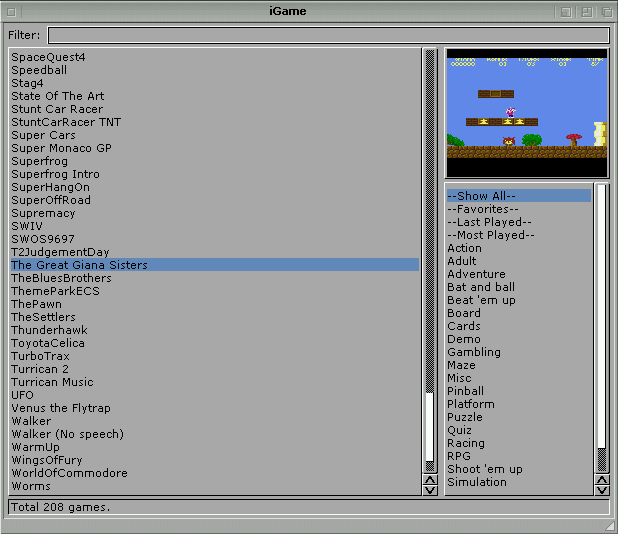 iGame
Filter:
SpaceQuest4
Speedball
Stag4
State Of The Art
Stunt Car Racer
StuntCarRacer TNT
Super Cars
Super Monaco GP
Superfrog
Superfrog Intro
SuperHangOn
SuperOffRoad
Supremacy
SWIV
SWOS9697
T2JudgementDay
The Great Giana Sisters
TheBluesBrothers
ThemeParkECS
ThePawn
TheSettlers
Thunderhawk
ToyotaCelica
TurboTrax
Turrican 2
Turrican Music
UFO
Venus the Flytrap
Walker
Walker (No speech)
WarmUp
WingsOfFury
WorldOfCommodore
Worms
--Show All--
--Favorites--
--Last Played--
--Most Played--
Action
Adult
Adventure
Bat and ball
Beat 'em up
Board
Cards
Demo
Gambling
Maze
Misc
Pinball
Platform
Puzzle
Quiz
Racing
RPG
Shoot 'em up
Simulation
Total 208 games.